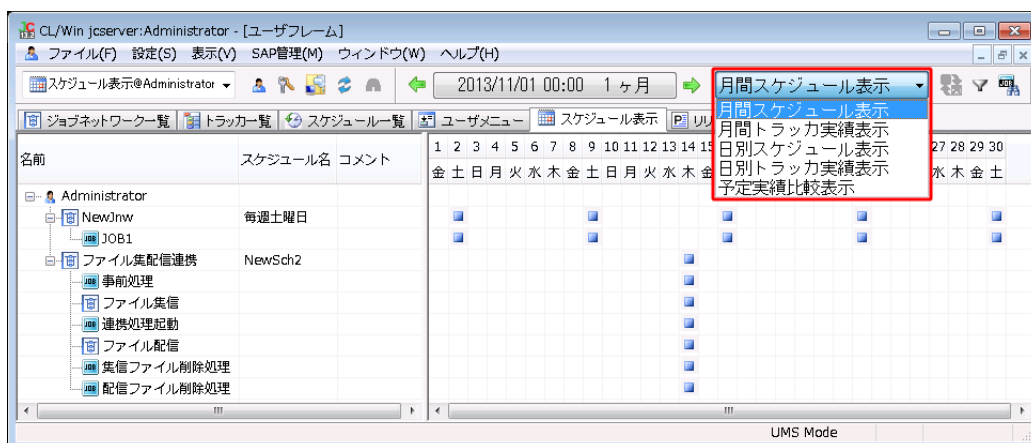 CL/Win jcserver:Administrator - [ユーザフレーム]
ファイル(F) 設定(S) 表示(V) SAP管理(M) ウィンドウ(W) ヘルプ(H)
スケジュール表示@Administrator 2013/11/01 00:00 1 ヶ月 月間スケジュール表示
月間スケジュール表示
月間トラッカ実績表示
日別スケジュール表示
日別トラッカ実績表示
予定実績比較表示
ジョブネットワーク一覧 トラッカ一覧 スケジュール一覧 ユーザメニュー スケジュール表示
名前 スケジュール名 コメント
1 2 3 4 5 6 7 8 9 10 11 12 13 14 27 28 29 30
金 土 日 月 火 水 木 金 土 日 月 火 水 木 金 水 木 金 土
Administrator
NewJnw 毎週土曜日
JOB JOB1
ファイル集配信連携 NewSch2
JOB 事前処理
ファイル集信
JOB 連携処理起動
ファイル配信
JOB 集信ファイル削除処理
JOB 配信ファイル削除処理
UMS Mode